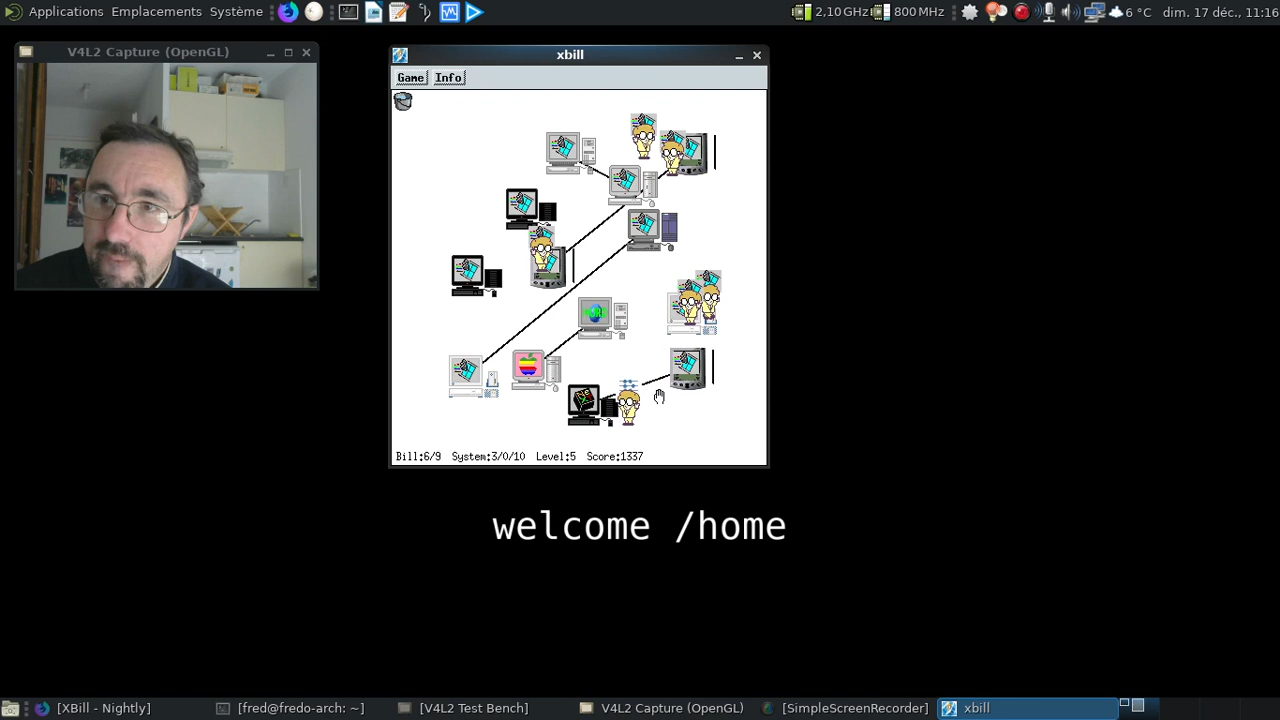 Applications Emplacements Système
2,10 GHz 800 MHz 6 °C dim. 17 déc., 11:16
V4L2 Capture (OpenGL)
xbill
Game Info
Bill:6/9 System:3/0/10 Level:5 Score:1337
welcome /home
[XBill - Nightly] [fred@fredo-arch: ~] [V4L2 Test Bench] V4L2 Capture (OpenGL) [SimpleScreenRecorder] xbill